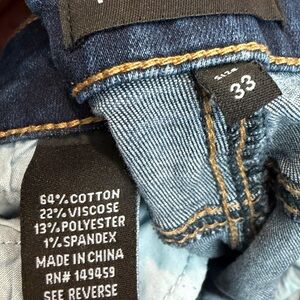 SIZE
33
64% COTTON
22% VISCOSE
13% POLYESTER
1% SPANDEX
MADE IN CHINA
RN# 149459
SEE REVERSE